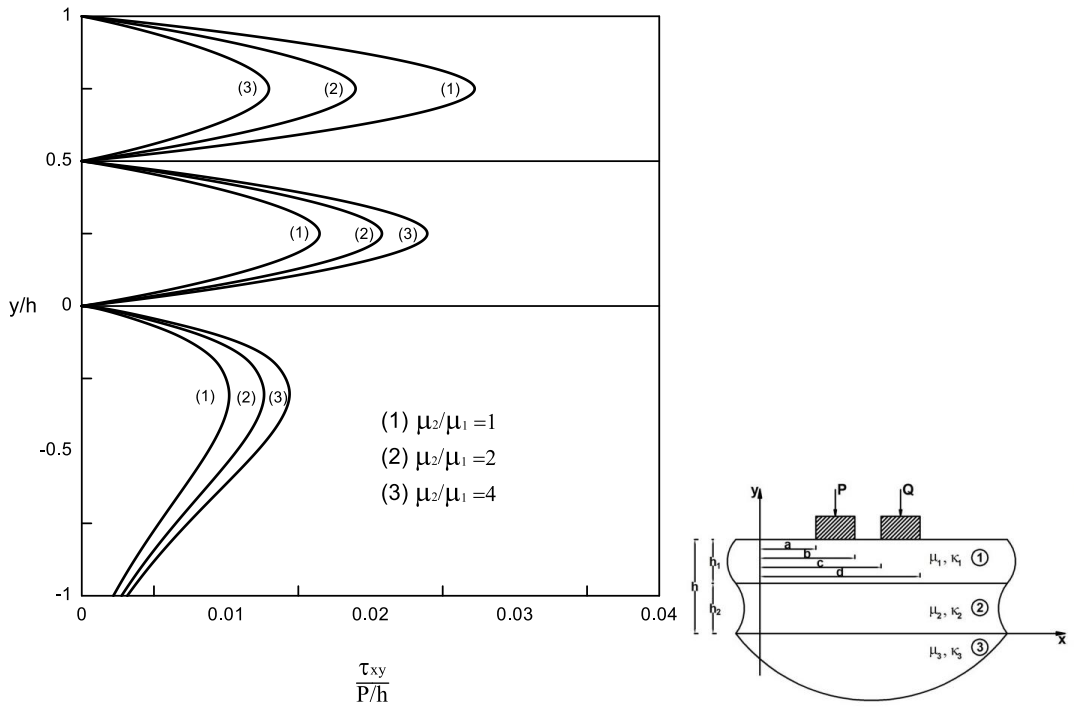 1
(3) (2) (1)
0.5
(1) (2) (3)
y/h 0
(1) (2) (3)
(1) μ₂/μ₁ =1
-0.5
(2) μ₂/μ₁ =2
(3) μ₂/μ₁ =4
-1
0 0.01 0.02 0.03 0.04
τxy
P/h
y P Q
a
b
c
d
h h₁ μ₁, κ₁ 1
h₂ μ₂, κ₂ 2
x
μ₃, κ₃ 3